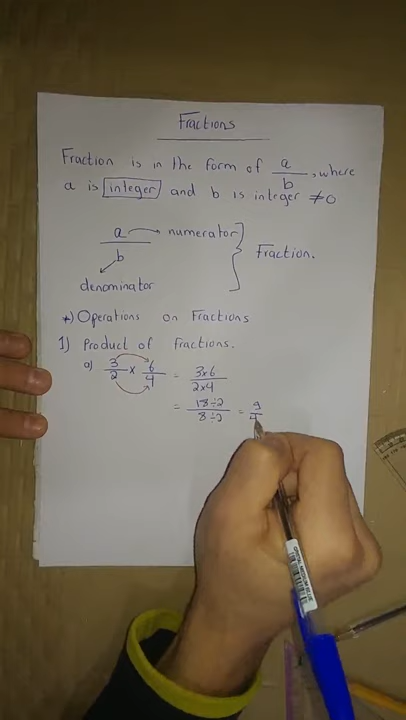 Fractions
Fraction is in the form of a/b, where
a is integer and b is integer ≠0
a → numerator
b
Fraction.
denominator
*) Operations on Fractions
1) Product of fractions.
a) 3/2 x 6/4 = 3x6/2x4
= 18÷2/8÷2 = 9/4